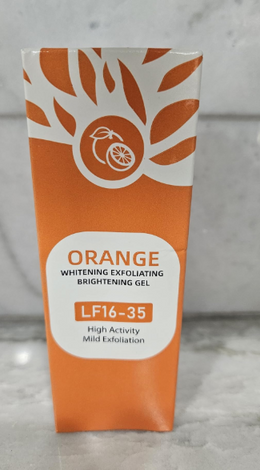 ORANGE
WHITENING EXFOLIATING
BRIGHTENING GEL
LF16-35
High Activity
Mild Exfoliation